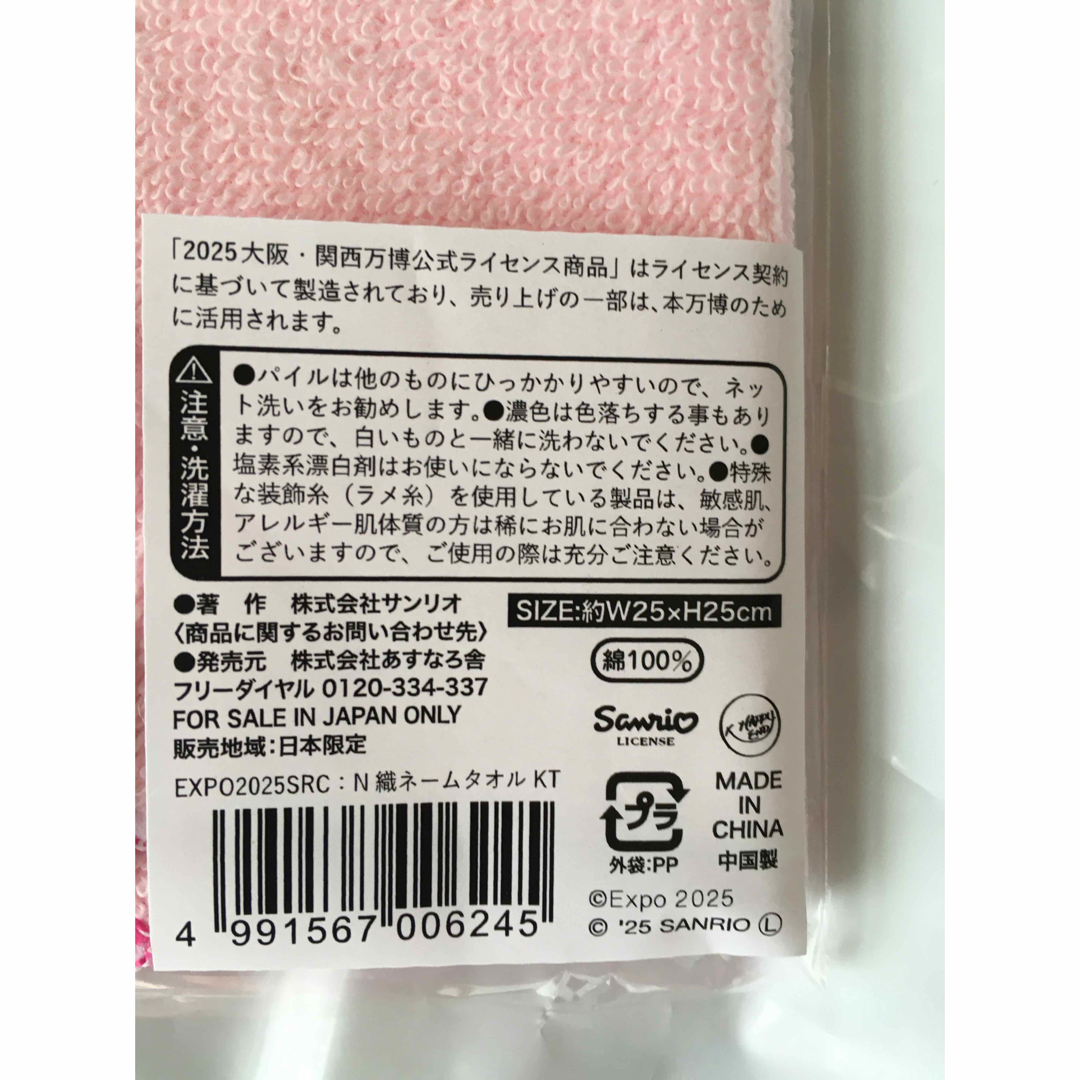 「2025大阪・関西万博公式ライセンス商品」はライセンス契約
に基づいて製造されており、売り上げの一部は、本万博のため
に活用されます。
注意・洗濯方法
●パイルは他のものにひっかかりやすいので、ネッ
ト洗いをお勧めします。●濃色は色落ちする事もあり
ますので、白いものと一緒に洗わないでください。●
塩素系漂白剤はお使いにならないでください。●特殊
な装飾糸（ラメ糸）を使用している製品は、敏感肌、
アレルギー肌体質の方は稀にお肌に合わない場合が
ございますので、ご使用の際は充分ご注意ください。
●著 作 株式会社サンリオ
〈商品に関するお問い合わせ先〉
●発売元 株式会社あすなろ舎
フリーダイヤル 0120-334-337
FOR SALE IN JAPAN ONLY
販売地域：日本限定
SIZE:約W25×H25cm
綿100%
Sanrio
LICENSE
K HAPPY
END
EXPO2025SRC：N 織ネームタオル KT
4 991567 006245
プラ
外袋:PP
MADE
IN
CHINA
中国製
©Expo 2025
© '25 SANRIO Ⓛ